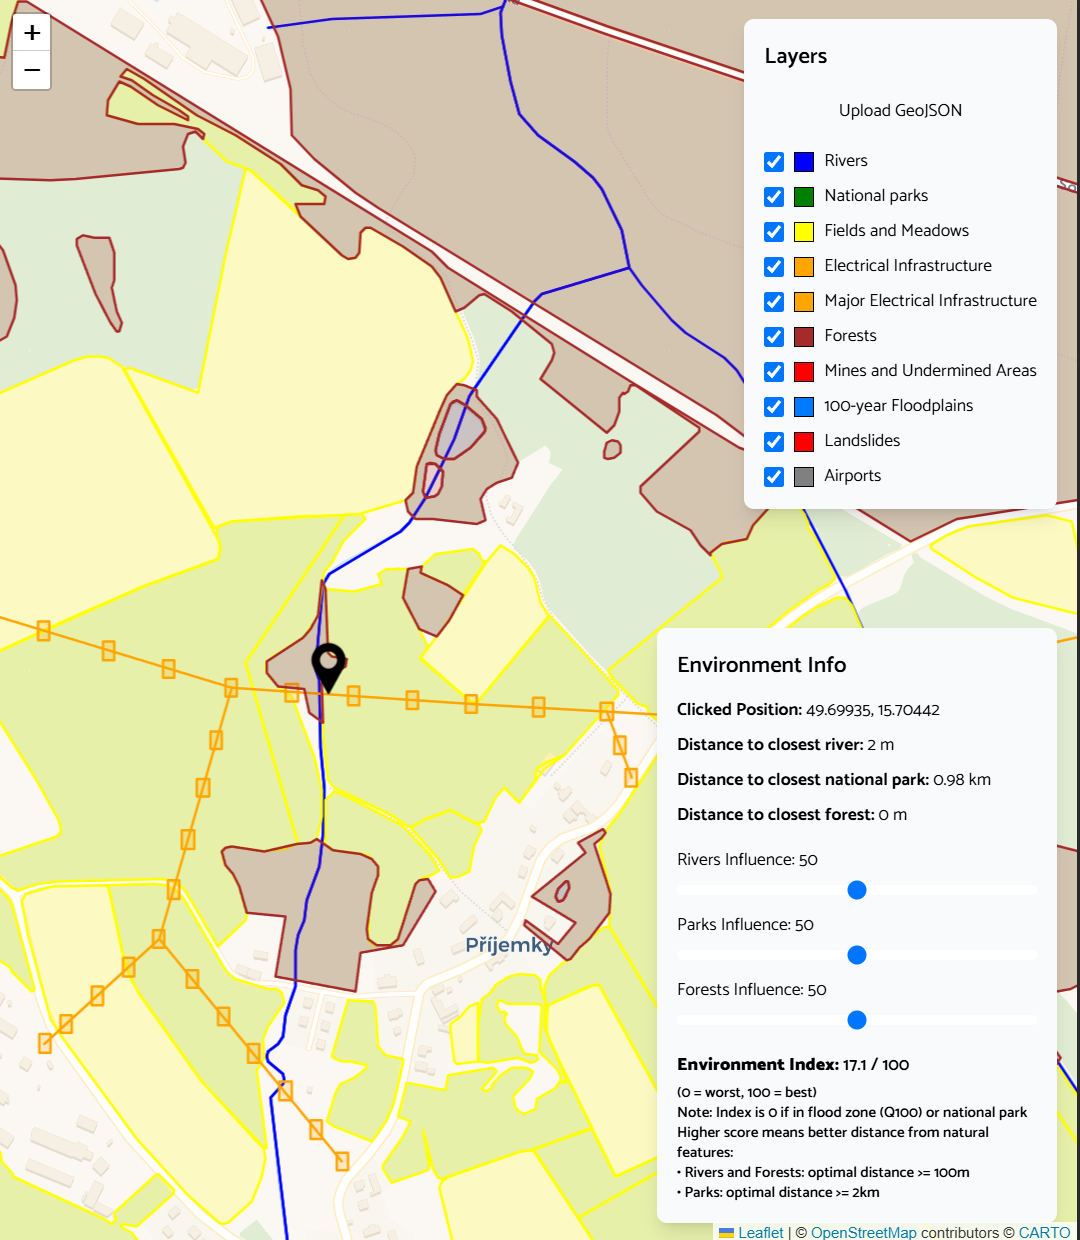 +
−
Layers
Upload GeoJSON
Rivers
National parks
Fields and Meadows
Electrical Infrastructure
Major Electrical Infrastructure
Forests
Mines and Undermined Areas
100-year Floodplains
Landslides
Airports
Environment Info
Clicked Position: 49.69935, 15.70442
Distance to closest river: 2 m
Distance to closest national park: 0.98 km
Distance to closest forest: 0 m
Rivers Influence: 50
Parks Influence: 50
Příjemky
Forests Influence: 50
Environment Index: 17.1 / 100
(0 = worst, 100 = best)
Note: Index is 0 if in flood zone (Q100) or national park
Higher score means better distance from natural
features:
• Rivers and Forests: optimal distance >= 100m
• Parks: optimal distance >= 2km
Leaflet | © OpenStreetMap contributors © CARTO